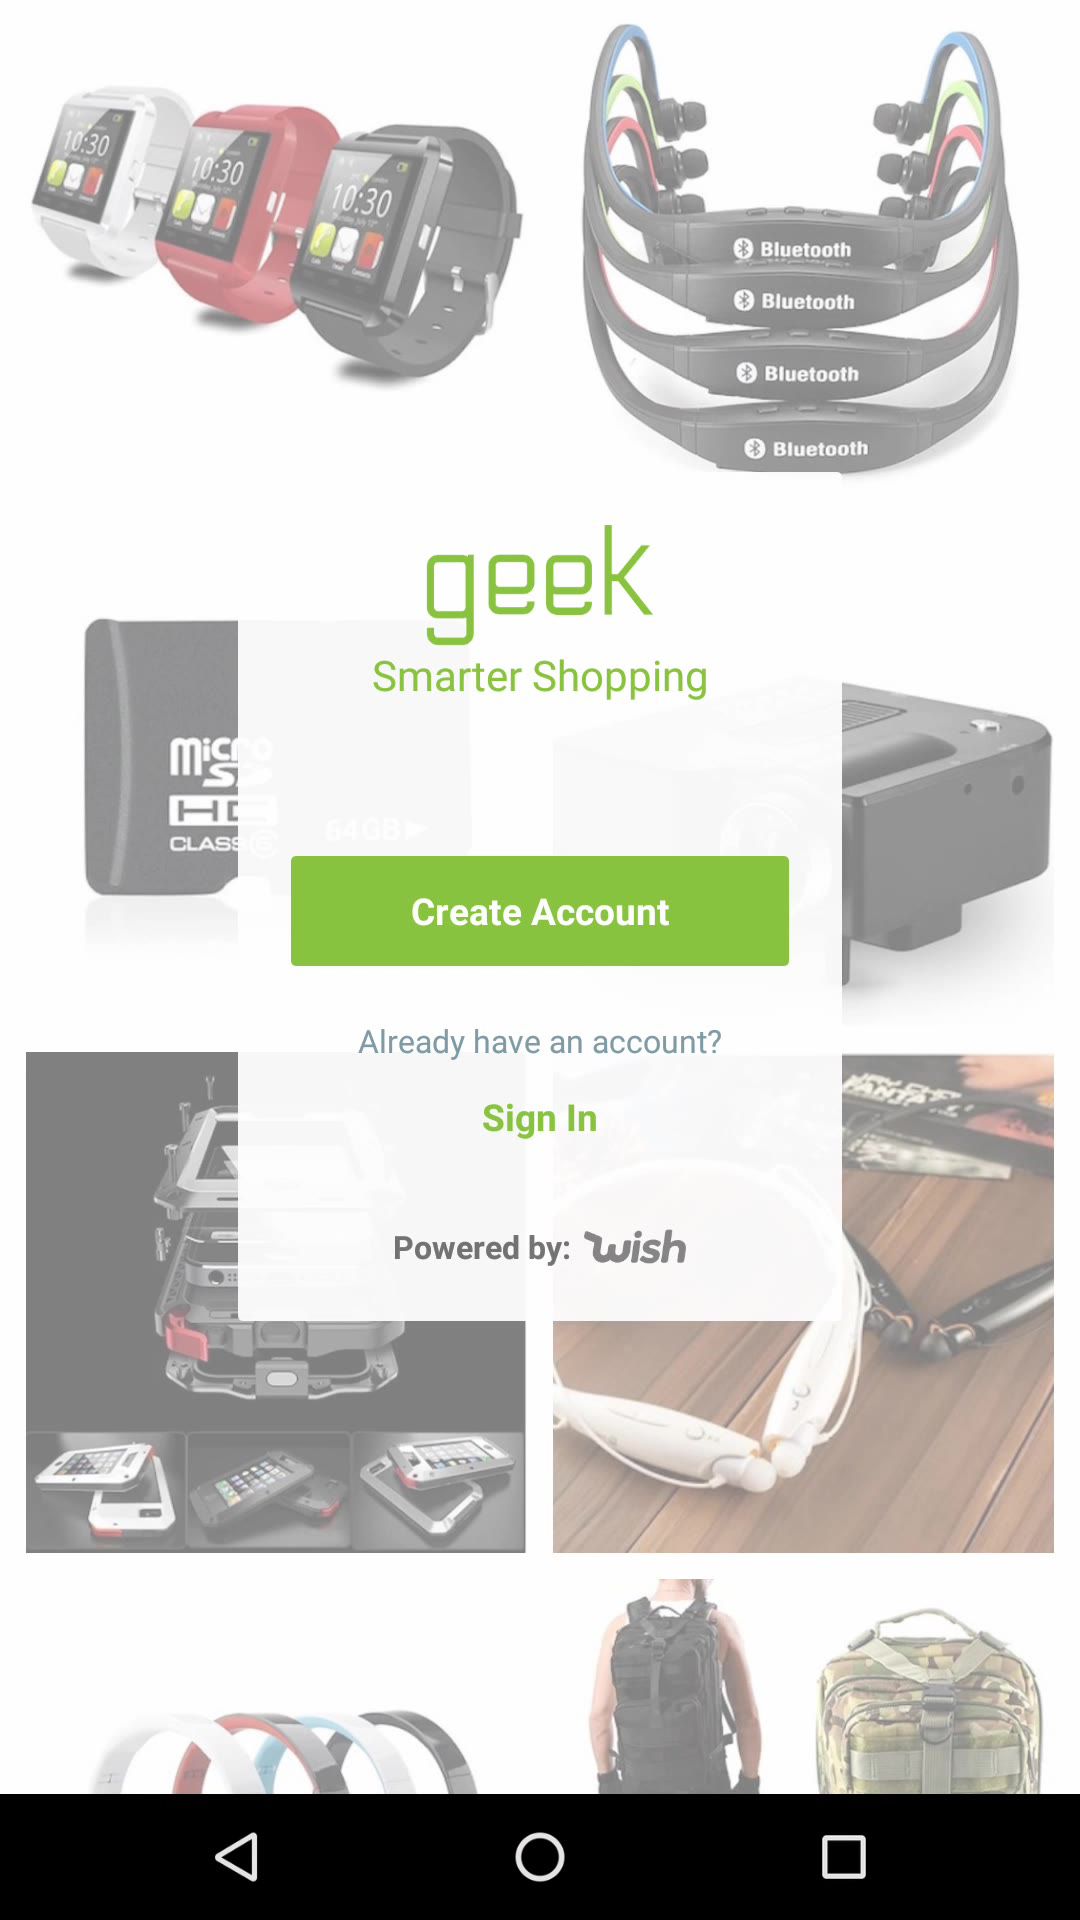 10:30
10:30
10:30
Bluetooth
Bluetooth
Bluetooth
Bluetooth
geek
Smarter Shopping
micro
SD
HC
CLASS 6
64GB
Create Account
Already have an account?
Sign In
Powered by: wish